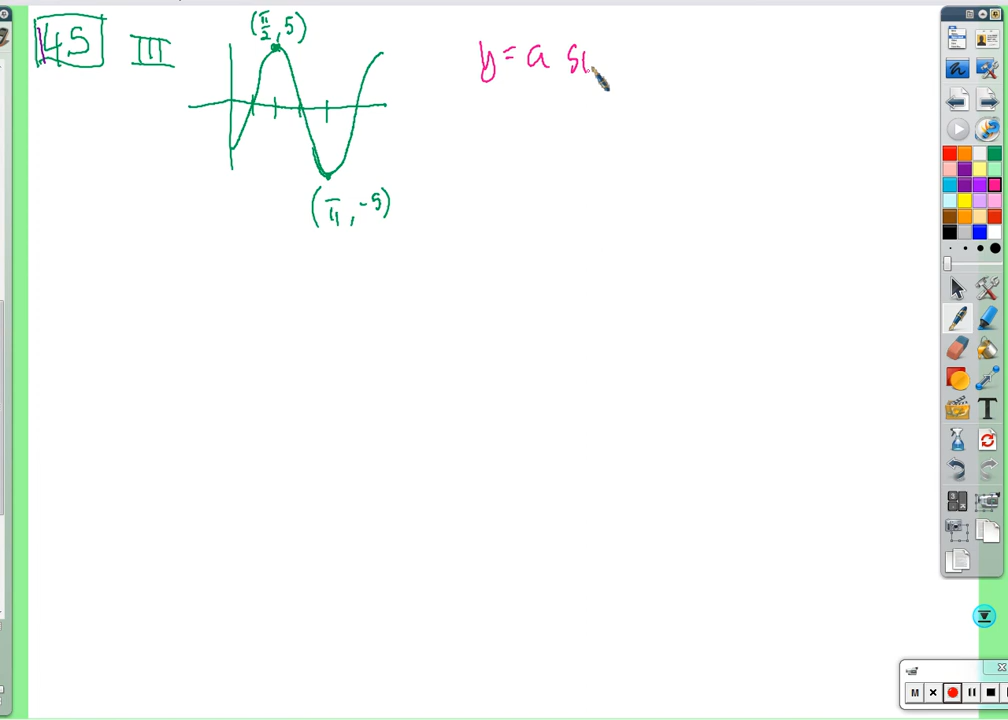 45 III
(π/2, 5)
(π, -5)
y = a si
T
M